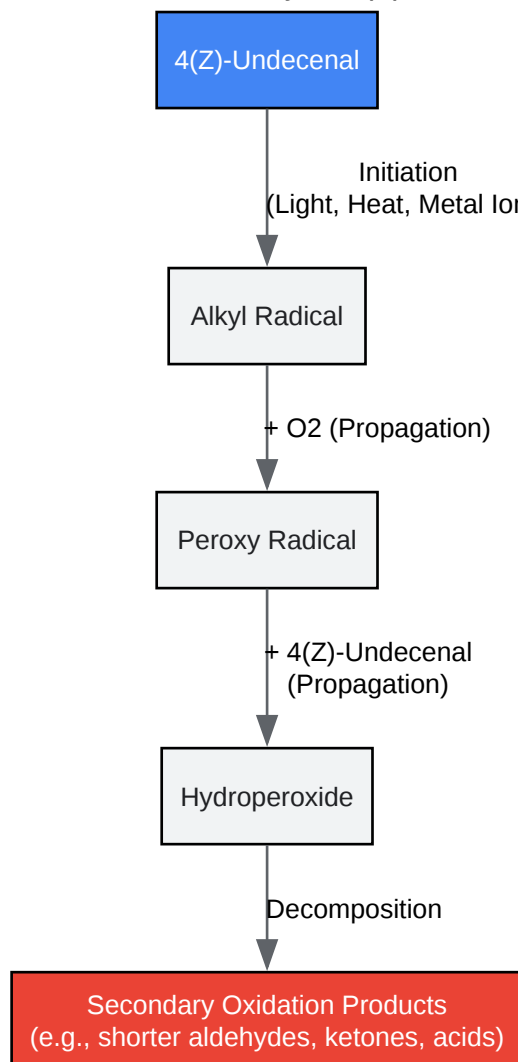 4(Z)-Undecenal
Initiation
(Light, Heat, Metal Ion
Alkyl Radical
+ O2 (Propagation)
Peroxy Radical
+ 4(Z)-Undecenal
(Propagation)
Hydroperoxide
Decomposition
Secondary Oxidation Products
(e.g., shorter aldehydes, ketones, acids)